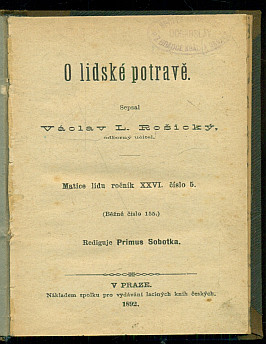 O lidské potravě.
Sepsal
Václav L. Rošický,
odborný učitel.
Matice lidu ročník XXVI. číslo 5.
(Běžné číslo 155.)
Rediguje Primus Sobotka.
V PRAZE.
Nákladem spolku pro vydávání laciných knih českých.
1892.